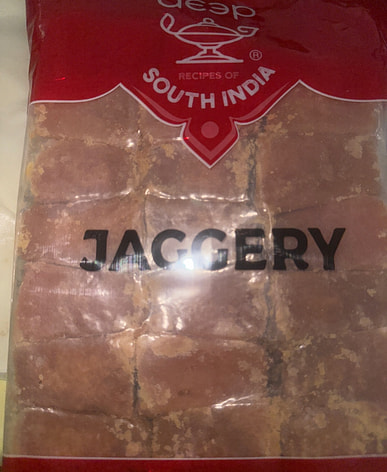 deep
®
RECIPES OF
SOUTH INDIA
JAGGERY